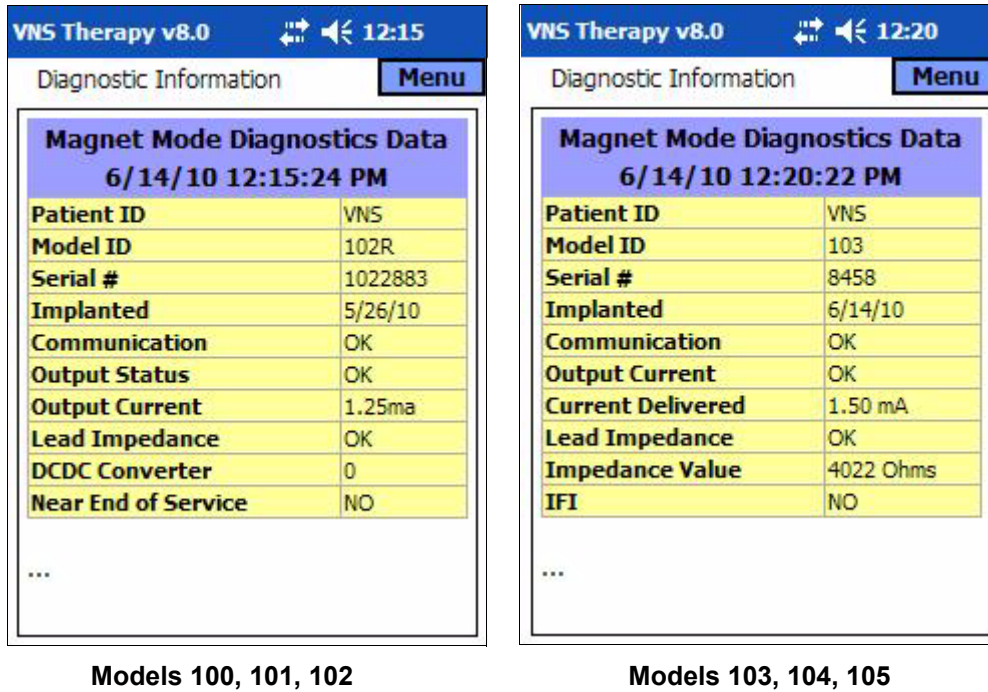 VNS Therapy v8.0 12:15
Diagnostic Information Menu
Magnet Mode Diagnostics Data
6/14/10 12:15:24 PM
Patient ID VNS
Model ID 102R
Serial # 1022883
Implanted 5/26/10
Communication OK
Output Status OK
Output Current 1.25ma
Lead Impedance OK
DCDC Converter 0
Near End of Service NO
...
Models 100, 101, 102
VNS Therapy v8.0 12:20
Diagnostic Information Menu
Magnet Mode Diagnostics Data
6/14/10 12:20:22 PM
Patient ID VNS
Model ID 103
Serial # 8458
Implanted 6/14/10
Communication OK
Output Current OK
Current Delivered 1.50 mA
Lead Impedance OK
Impedance Value 4022 Ohms
IFI NO
...
Models 103, 104, 105